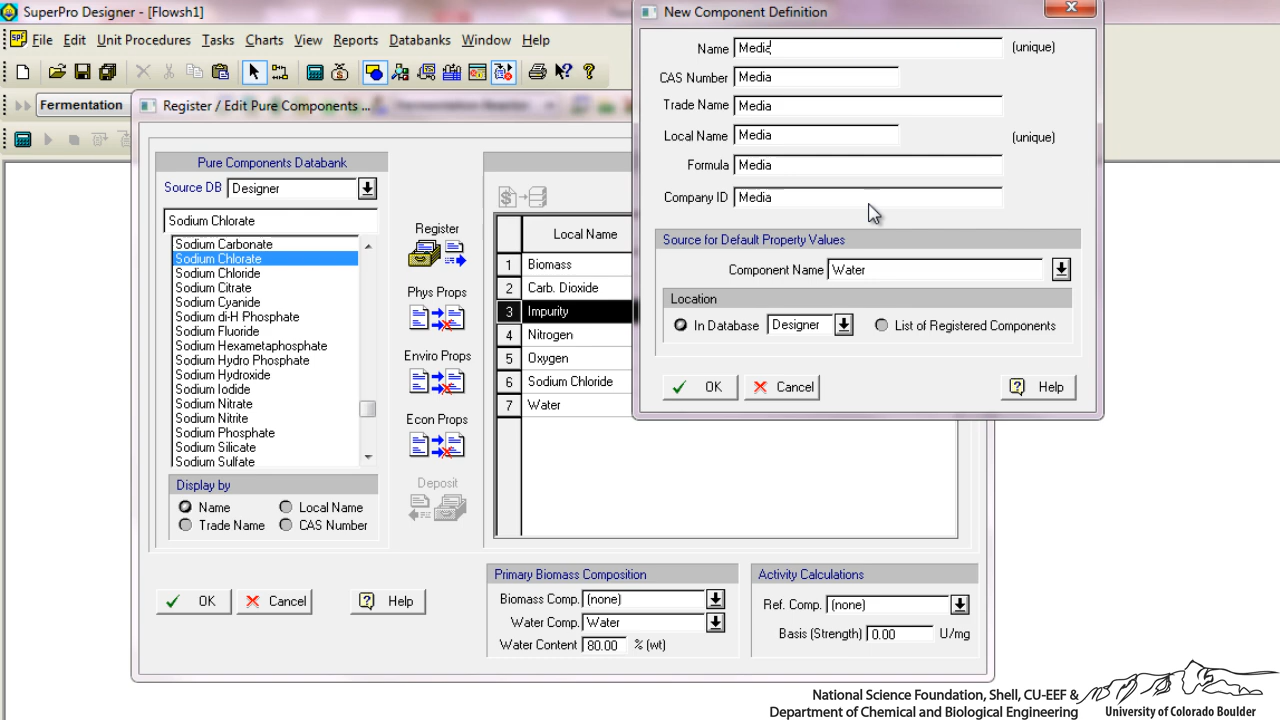 SuperPro Designer - [Flowsh1]
File Edit Unit Procedures Tasks Charts View Reports Databanks Window Help
Fermentation
Register / Edit Pure Components ...
Pure Components Databank
Source DB Designer
Sodium Chlorate
Sodium Carbonate
Sodium Chlorate
Sodium Chloride
Sodium Citrate
Sodium Cyanide
Sodium di-H Phosphate
Sodium Fluoride
Sodium Hexametaphosphate
Sodium Hydro Phosphate
Sodium Hydroxide
Sodium Iodide
Sodium Nitrate
Sodium Nitrite
Sodium Phosphate
Sodium Silicate
Sodium Sulfate
Display by
Name Local Name
Trade Name CAS Number
Register
Phys Props
Enviro Props
Econ Props
Deposit
Local Name
1 Biomass
2 Carb. Dioxide
3 Impurity
4 Nitrogen
5 Oxygen
6 Sodium Chloride
7 Water
OK Cancel Help
Primary Biomass Composition
Biomass Comp. (none)
Water Comp. Water
Water Content 80.00 % (wt)
Activity Calculations
Ref. Comp. (none)
Basis (Strength) 0.00 U/mg
New Component Definition
Name Media (unique)
CAS Number Media
Trade Name Media
Local Name Media (unique)
Formula Media
Company ID Media
Source for Default Property Values
Component Name Water
Location
In Database Designer List of Registered Components
OK Cancel Help
National Science Foundation, Shell, CU-EEF &
Department of Chemical and Biological Engineering
University of Colorado Boulder